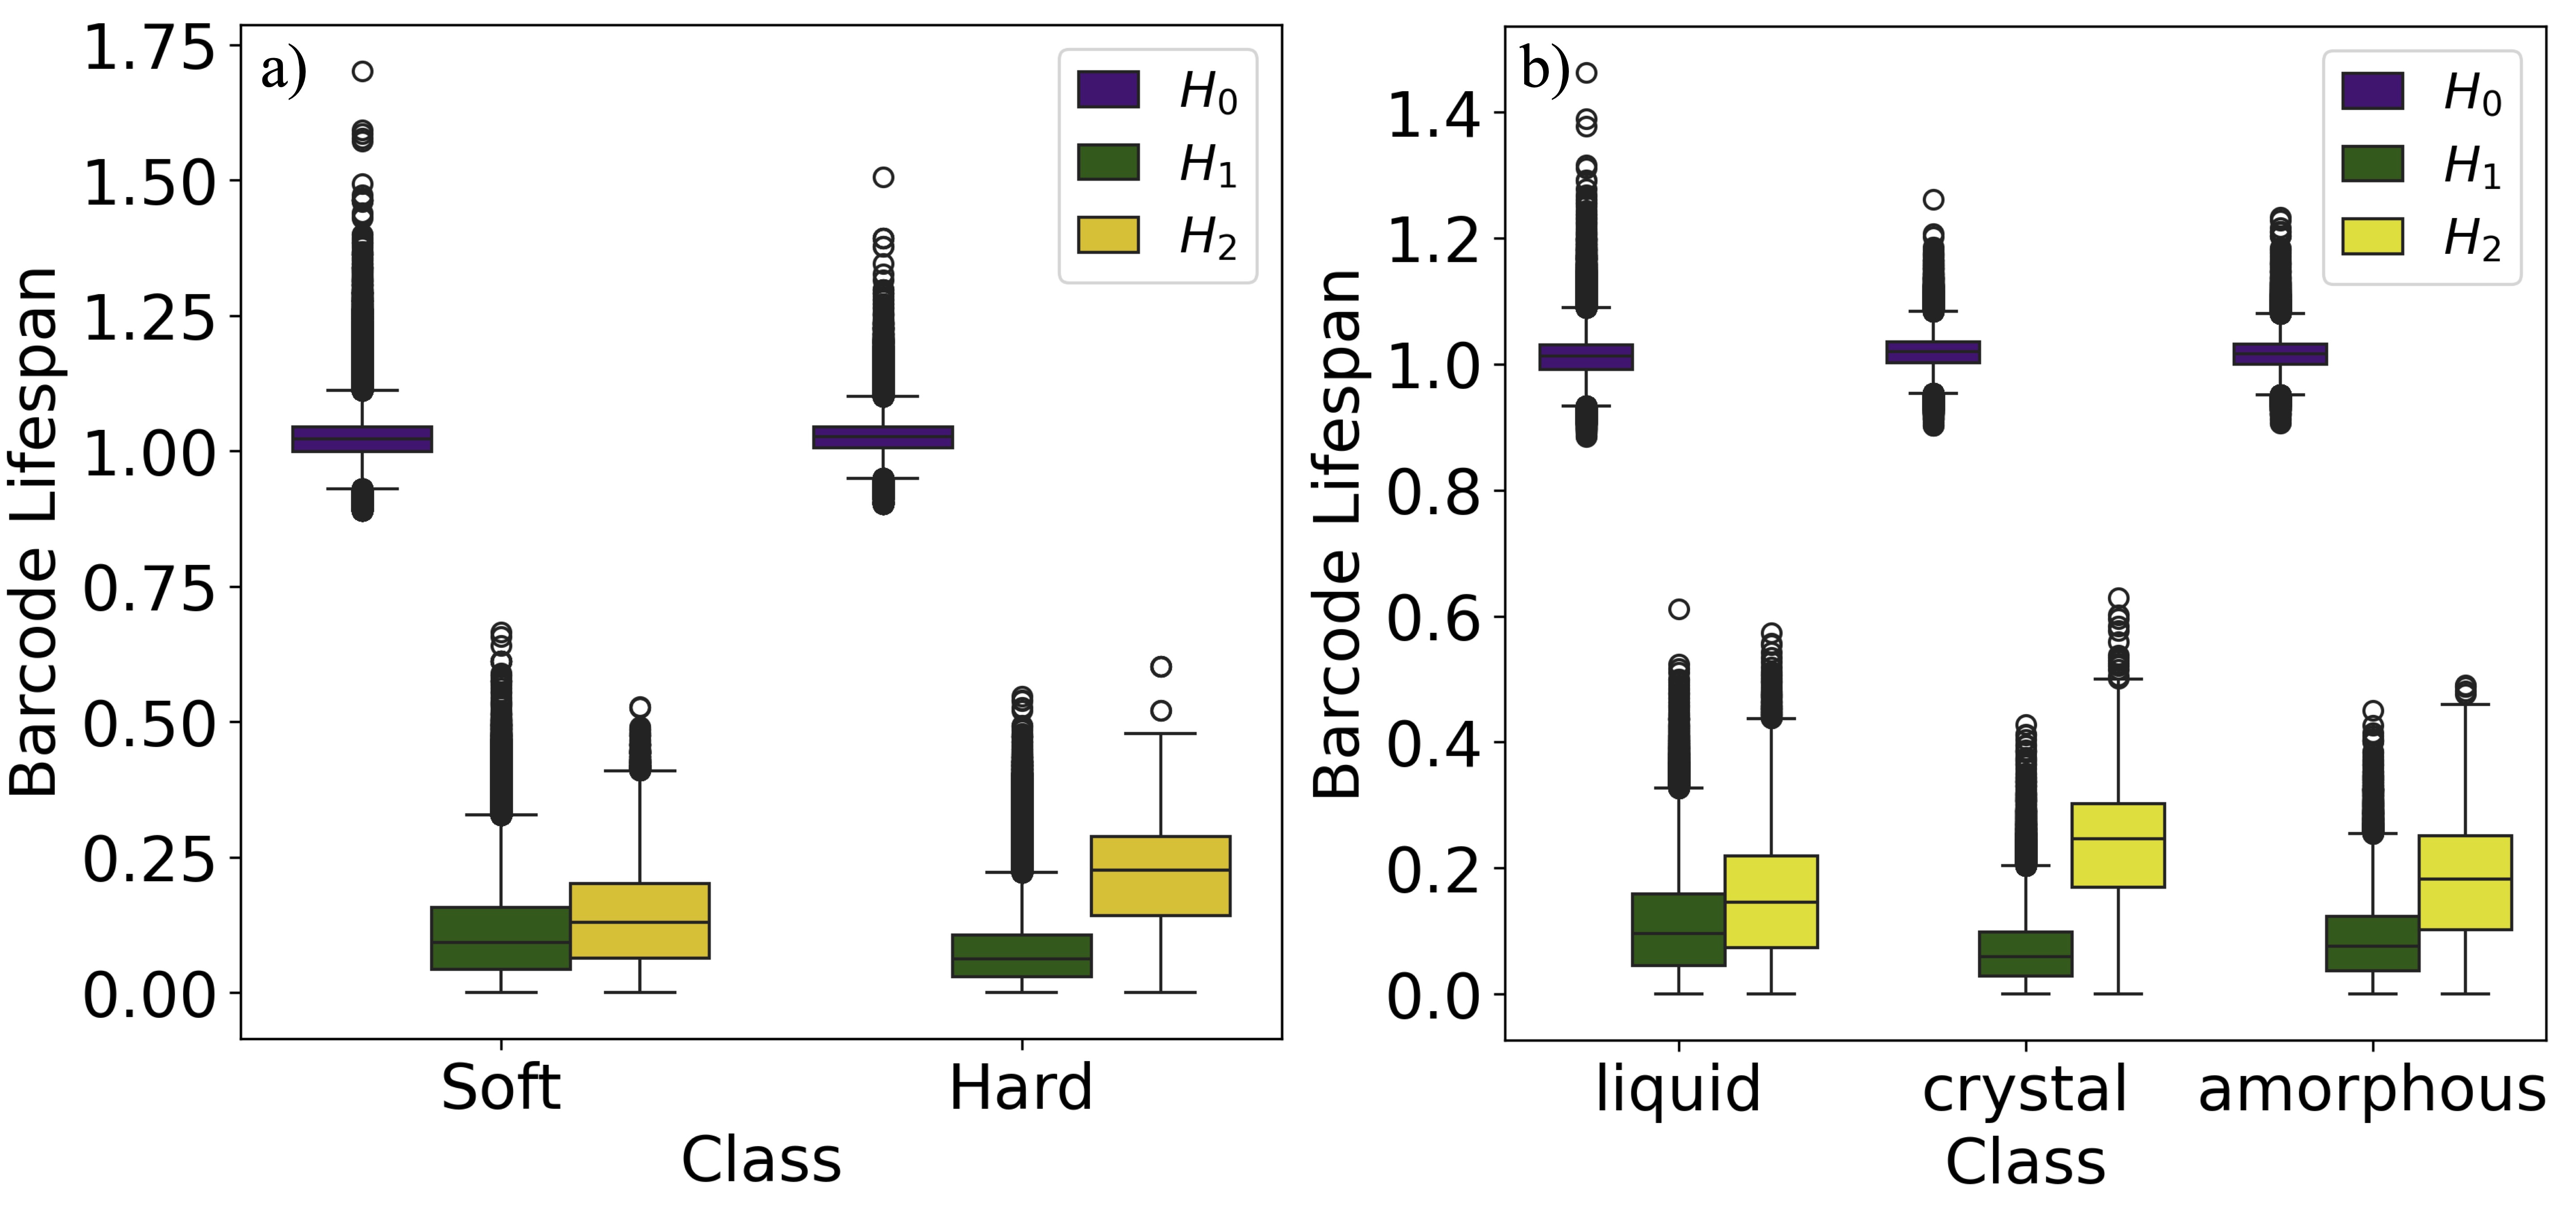 a)
H0
H1
H2
1.75
1.50
1.25
1.00
0.75
0.50
0.25
0.00
Barcode Lifespan
Soft Hard
Class
b)
H0
H1
H2
1.4
1.2
1.0
0.8
0.6
0.4
0.2
0.0
Barcode Lifespan
liquid crystal amorphous
Class